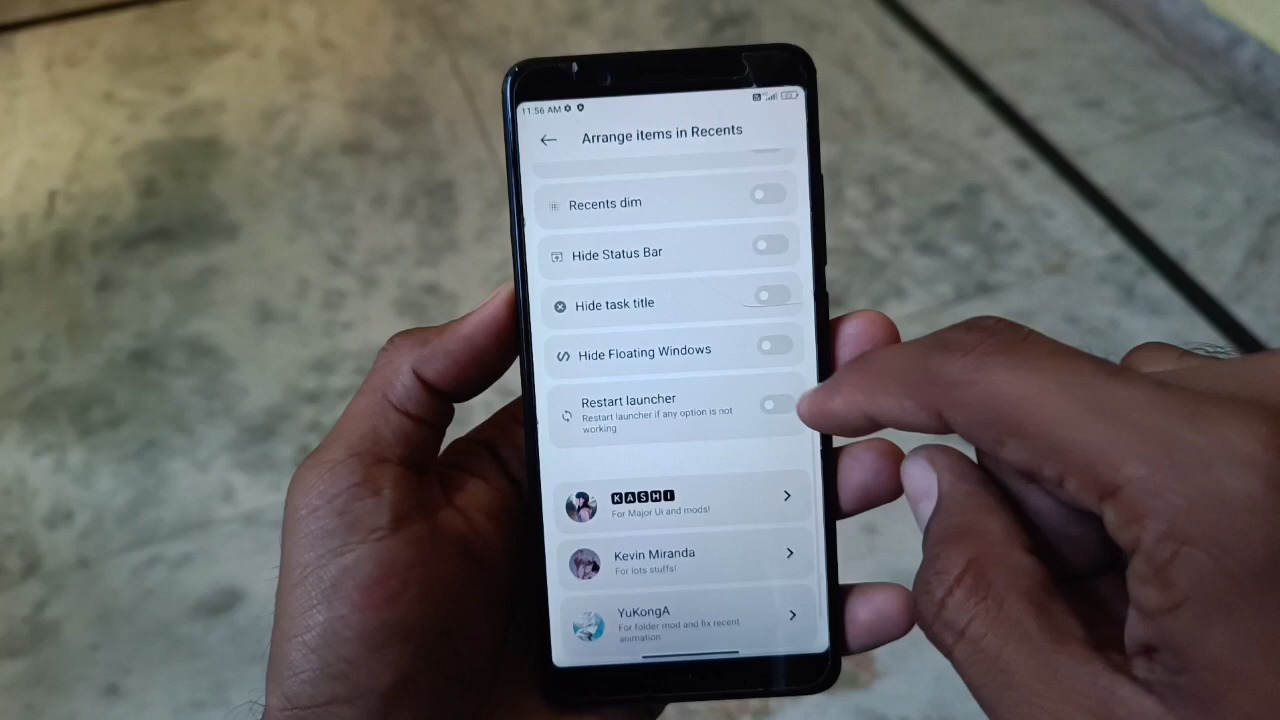 11:56 AM
Arrange items in Recents
Recents dim
Hide Status Bar
Hide task title
Hide Floating Windows
Restart launcher
Restart launcher if any option is not
working
KASHI
For Major Ui and mods!
Kevin Miranda
For lots stuffs!
YuKongA
For folder mod and fix recent
animation